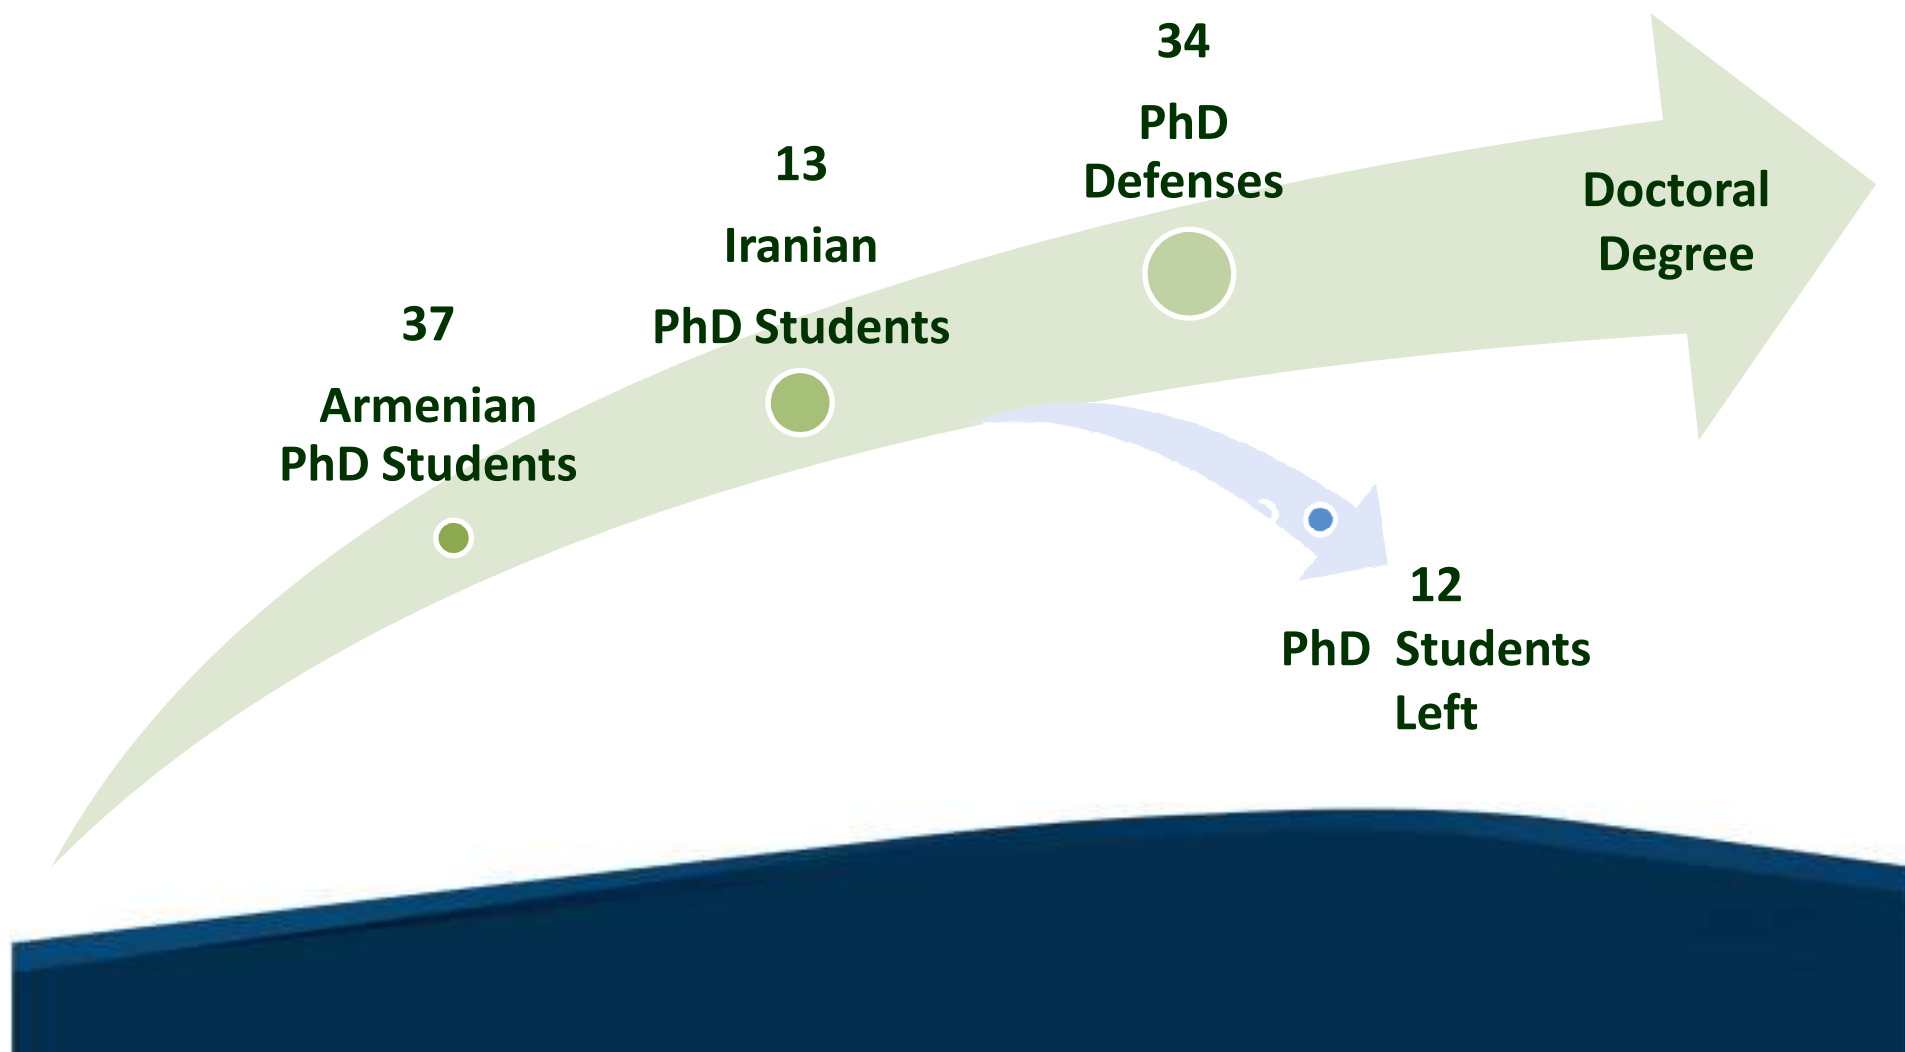 37
Armenian
PhD Students
13
Iranian
PhD Students
34
PhD
Defenses
Doctoral
Degree
12
PhD  Students
Left